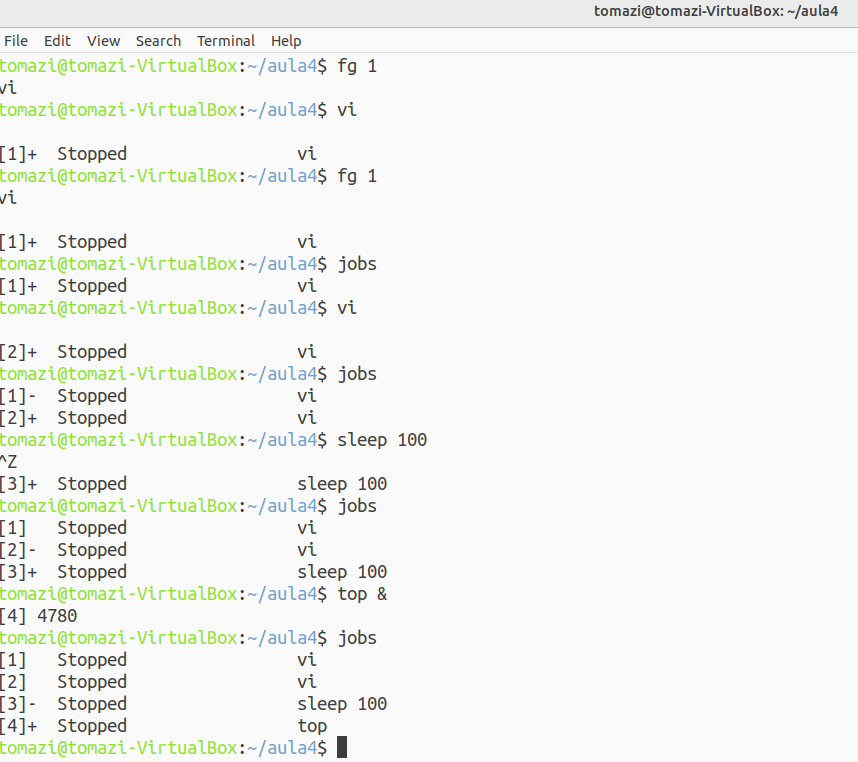 tomazi@tomazi-VirtualBox: ~/aula4
File Edit View Search Terminal Help
tomazi@tomazi-VirtualBox:~/aula4$ fg 1
vi
tomazi@tomazi-VirtualBox:~/aula4$ vi
[1]+  Stopped                 vi
tomazi@tomazi-VirtualBox:~/aula4$ fg 1
vi
[1]+  Stopped                 vi
tomazi@tomazi-VirtualBox:~/aula4$ jobs
[1]+  Stopped                 vi
tomazi@tomazi-VirtualBox:~/aula4$ vi
[2]+  Stopped                 vi
tomazi@tomazi-VirtualBox:~/aula4$ jobs
[1]-  Stopped                 vi
[2]+  Stopped                 vi
tomazi@tomazi-VirtualBox:~/aula4$ sleep 100
^Z
[3]+  Stopped                 sleep 100
tomazi@tomazi-VirtualBox:~/aula4$ jobs
[1]   Stopped                 vi
[2]-  Stopped                 vi
[3]+  Stopped                 sleep 100
tomazi@tomazi-VirtualBox:~/aula4$ top &
[4] 4780
tomazi@tomazi-VirtualBox:~/aula4$ jobs
[1]   Stopped                 vi
[2]   Stopped                 vi
[3]-  Stopped                 sleep 100
[4]+  Stopped                 top
tomazi@tomazi-VirtualBox:~/aula4$